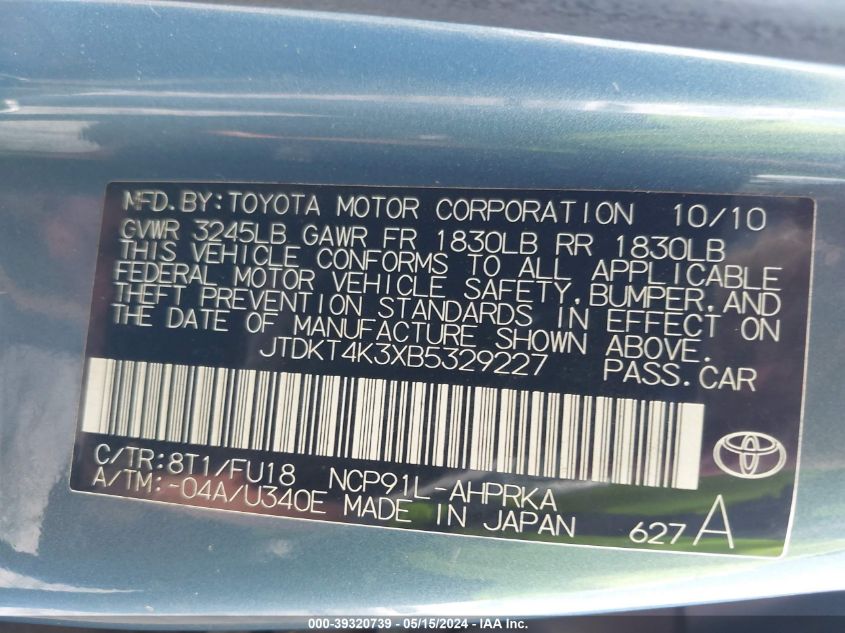 MFD.BY:TOYOTA MOTOR CORPORATION 10/10
GVWR 3245LB GAWR FR 1830LB RR 1830LB
THIS VEHICLE CONFORMS TO ALL APPLICABLE
FEDERAL MOTOR VEHICLE SAFETY,BUMPER,AND
THEFT PREVENTION STANDARDS IN EFFECT ON
THE DATE OF MANUFACTURE SHOWN ABOVE.
JTDKT4K3XB5329227 PASS.CAR
C/TR:8T1/FU18 NCP91L-AHPRKA
A/TM:-04A/U340E MADE IN JAPAN 627 A
000-39320739 - 05/15/2024 - IAAI, Inc.